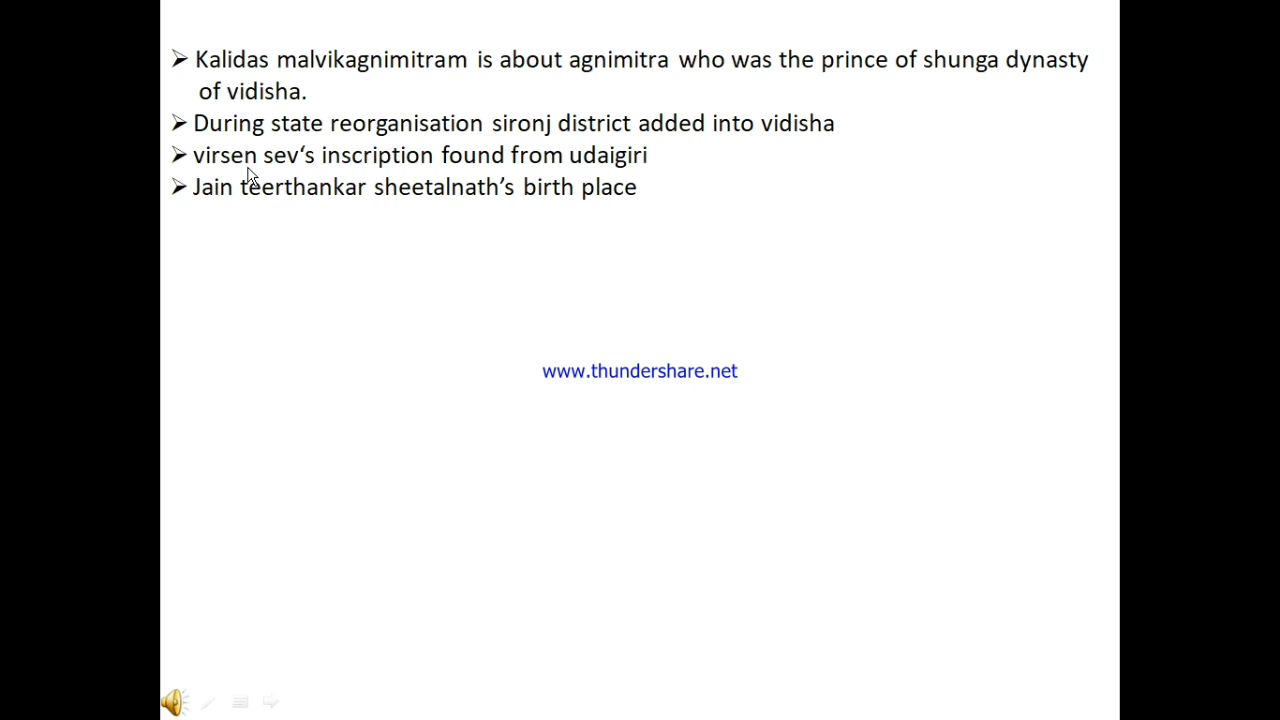 ➢ Kalidas malvikagnimitram is about agnimitra who was the prince of shunga dynasty
of vidisha.
➢ During state reorganisation sironj district added into vidisha
➢ virsen sev‘s inscription found from udaigiri
➢ Jain teerthankar sheetalnath’s birth place
www.thundershare.net